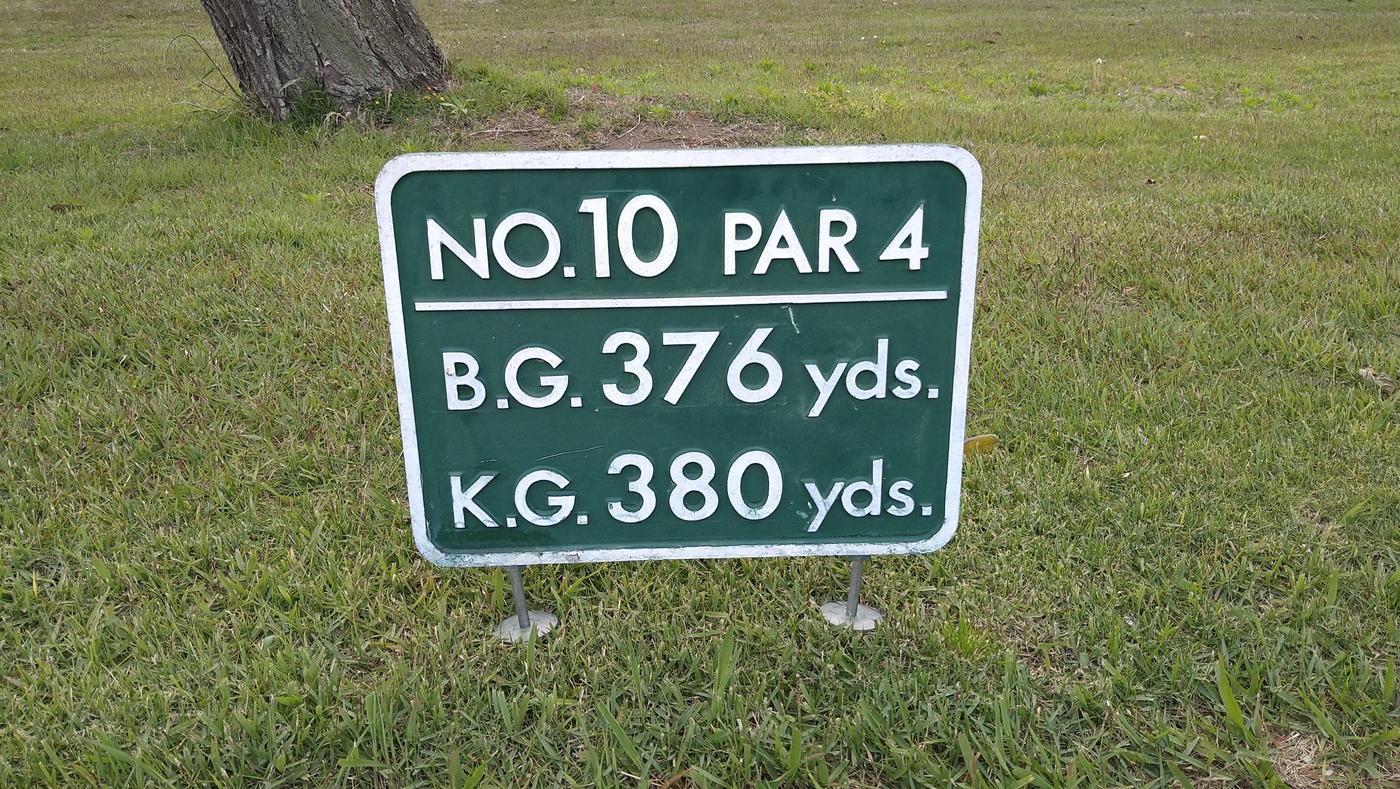 NO.10 PAR 4
B.G. 376 yds.
K.G. 380 yds.